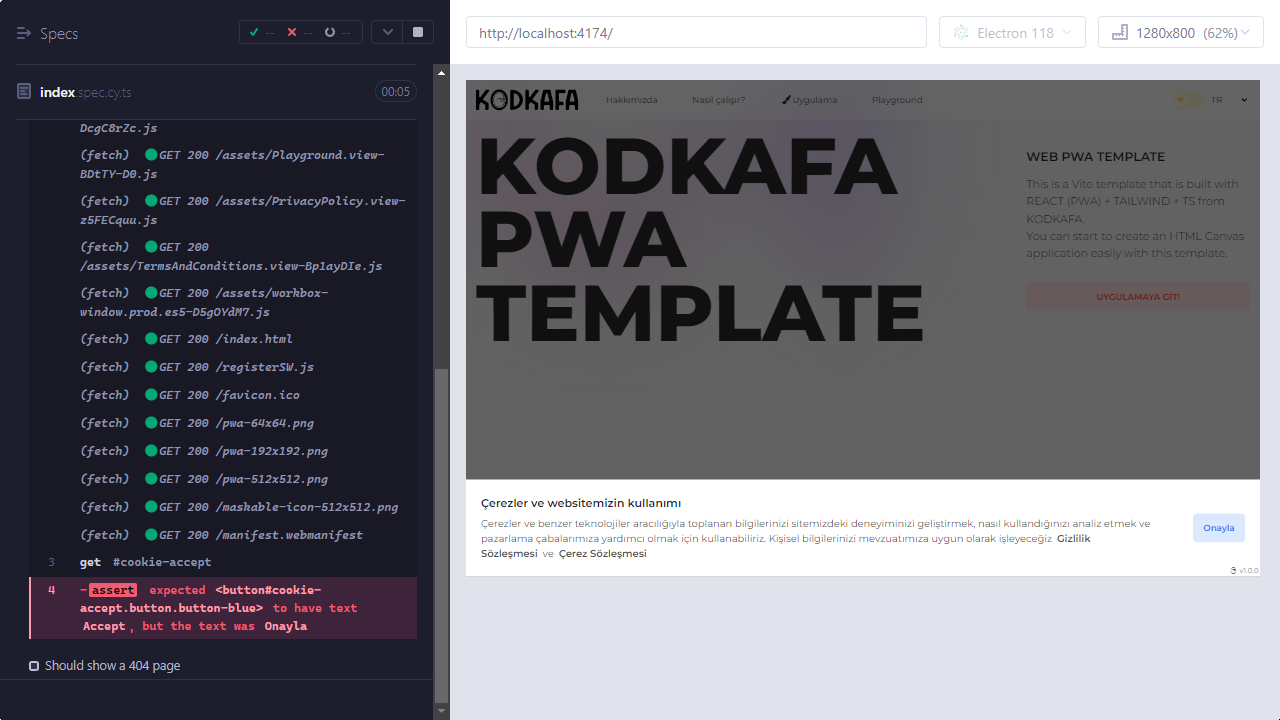 Specs
--
--
--
index.spec.cy.ts
00:05
DcgC8rZc.js
(fetch) GET 200 /assets/Playground.view-
BDtTY-D0.js
(fetch) GET 200 /assets/PrivacyPolicy.view-
z5FECquu.js
(fetch) GET 200
/assets/TermsAndConditions.view-Bp1ayDIe.js
(fetch) GET 200 /assets/workbox-
window.prod.es5-D5gOYdM7.js
(fetch) GET 200 /index.html
(fetch) GET 200 /registerSW.js
(fetch) GET 200 /favicon.ico
(fetch) GET 200 /pwa-64x64.png
(fetch) GET 200 /pwa-192x192.png
(fetch) GET 200 /pwa-512x512.png
(fetch) GET 200 /maskable-icon-512x512.png
(fetch) GET 200 /manifest.webmanifest
3 get #cookie-accept
4 -assert expected <button#cookie-
accept.button.button-blue> to have text
Accept, but the text was Onayla
Should show a 404 page
http://localhost:4174/
Electron 118
1280x800 (62%)
KODKAFA
Hakkımızda
Nasıl çalışır?
Uygulama
Playground
TR
KODKAFA
PWA
TEMPLATE
WEB PWA TEMPLATE
This is a Vite template that is built with
REACT (PWA) + TAILWIND + TS from
KODKAFA.
You can start to create an HTML Canvas
application easily with this template.
UYGULAMAYA GİT!
Çerezler ve websitemizin kullanımı
Çerezler ve benzer teknolojiler aracılığıyla toplanan bilgilerinizi sitemizdeki deneyiminizi geliştirmek, nasıl kullandığınızı analiz etmek ve
pazarlama çabalarımıza yardımcı olmak için kullanabiliriz. Kişisel bilgilerinizi mevzuatımıza uygun olarak işleyeceğiz Gizlilik
Sözleşmesi ve Çerez Sözleşmesi
Onayla
v1.0.0